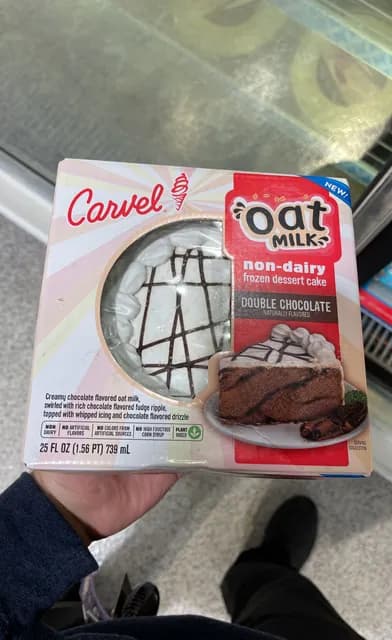 Carvel
NEW!
Oat
MILK
non-dairy
frozen dessert cake
DOUBLE CHOCOLATE
NATURALLY FLAVORED
Creamy chocolate flavored oat milk,
swirled with rich chocolate flavored fudge ripple,
topped with whipped icing and chocolate flavored drizzle
NON DAIRY
NO ARTIFICIAL FLAVORS
NO COLORS FROM ARTIFICIAL SOURCES
NO HIGH FRUCTOSE CORN SYRUP
PLANT BASED
25 FL OZ (1.56 PT) 739 mL
SERVING
SUGGESTION